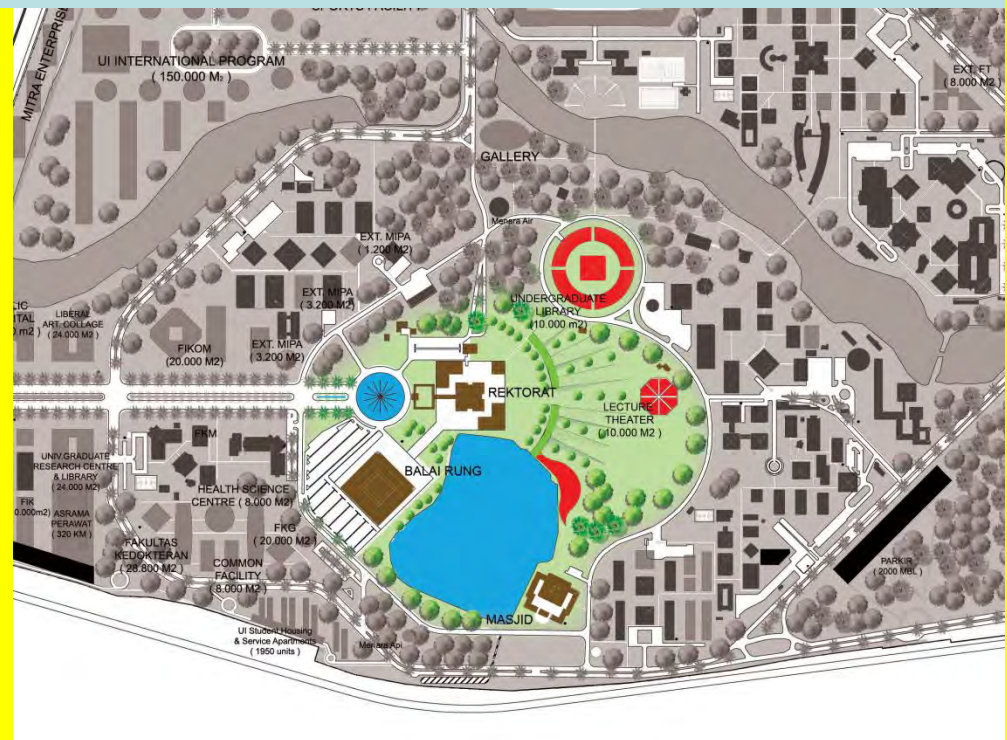 MITRA ENTERPRISE
UI INTERNATIONAL PROGRAM
( 150.000 M2 )
EXT. FT
( 8.000 M2 )
GALLERY
Menara Air
EXT. MIPA
( 1.200 M2)
EXT. MIPA
( 3.200 M2)
UNDERGRADUATE
LIBRARY
(10.000 m2)
LIBERAL
ART. COLLAGE
( 24.000 M2 )
FIKOM
(20.000 M2)
EXT. MIPA
( 3.200 M2)
REKTORAT
LECTURE
THEATER
( 10.000 M2 )
FKM
UNIV.GRADUATE
RESEARCH CENTRE
& LIBRARY
( 24.000 M2)
BALAI RUNG
HEALTH SCIENCE
CENTRE ( 8.000 M2)
FIK
ASRAMA
PERAWAT
( 320 KM )
FKG
( 20.000 M2 )
FAKULTAS
KEDOKTERAN
( 28.800 M2 )
COMMON
FACILITY
( 8.000 M2 )
PARKIR
( 2000 MBL )
MASJID
UI Student Housing
& Service Apartments
( 1950 units )
Menara Api